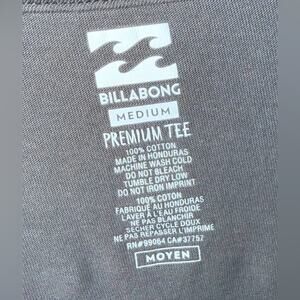 BILLABONG
MEDIUM
PREMIUM TEE
100% COTTON
MADE IN HONDURAS
MACHINE WASH COLD
DO NOT BLEACH
TUMBLE DRY LOW
DO NOT IRON IMPRINT
100% COTON
FABRIQUÉ AU HONDURAS
LAVER À L'EAU FROIDE
NE PAS BLANCHIR
SÉCHER CYCLE DOUX
NE PAS REPASSER L'IMPRIMÉ
RN#99084 CA#37757
MOYEN